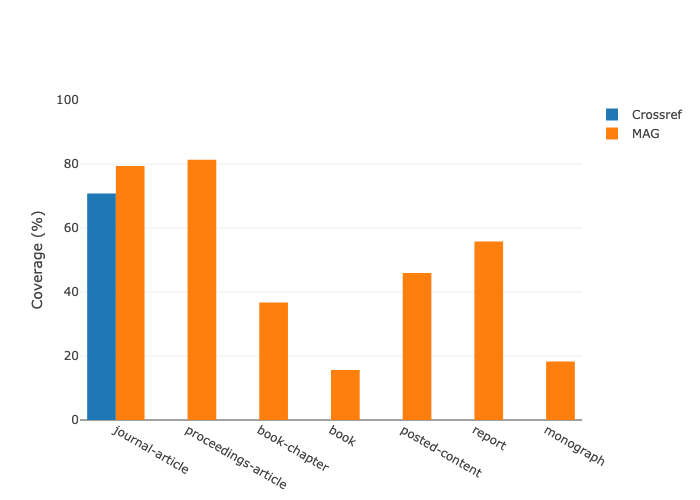 100
80
60
40
20
0
Coverage (%)
journal-article
proceedings-article
book-chapter
book
posted-content
report
monograph
Crossref
MAG